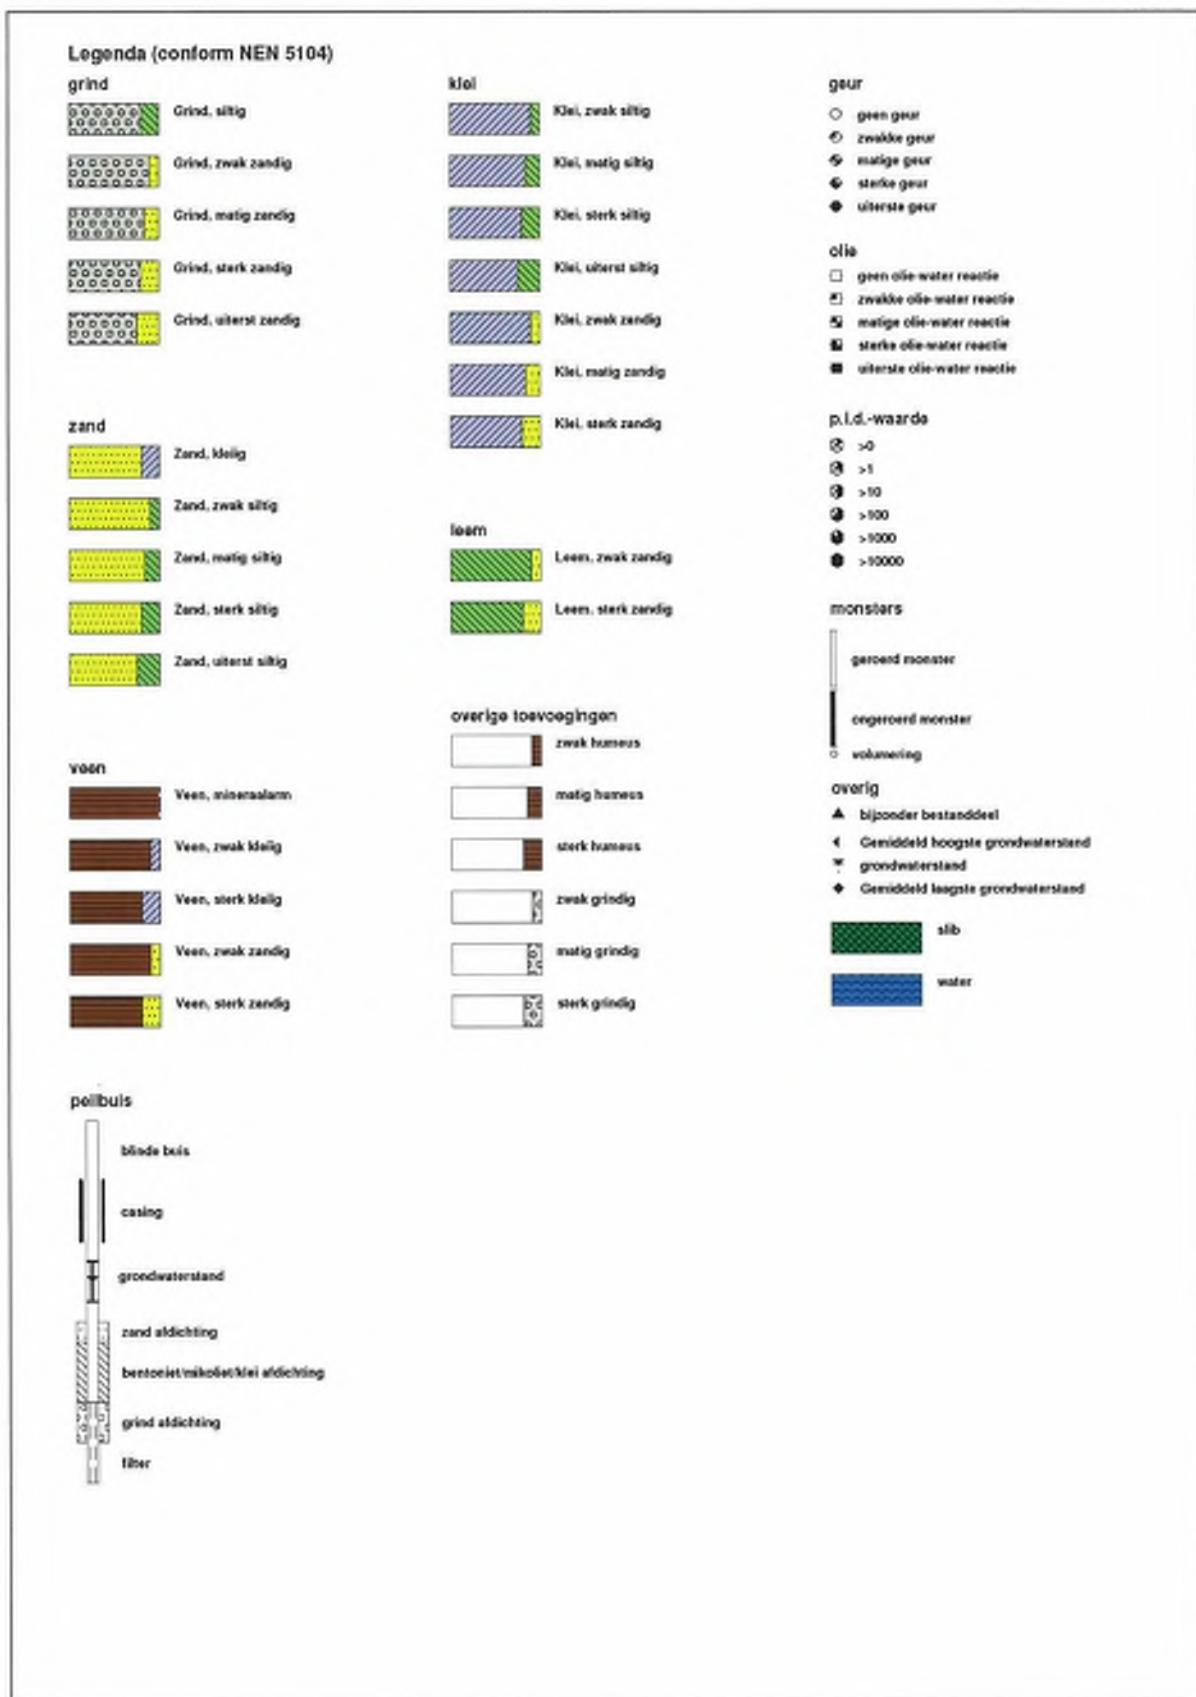 Legenda (conform NEN 5104)
grind
Grind, siltig
Grind, zwak zandig
Grind, matig zandig
Grind, sterk zandig
Grind, uiterst zandig
zand
Zand, kleiig
Zand, zwak siltig
Zand, matig siltig
Zand, sterk siltig
Zand, uiterst siltig
veen
Veen, mineraalarm
Veen, zwak kleiig
Veen, sterk kleiig
Veen, zwak zandig
Veen, sterk zandig
peilbuis
blinde buis
casing
grondwaterstand
zand afdichting
bentoniet/mikoliet/klei afdichting
grind afdichting
filter
klei
Klei, zwak siltig
Klei, matig siltig
Klei, sterk siltig
Klei, uiterst siltig
Klei, zwak zandig
Klei, matig zandig
Klei, sterk zandig
leem
Leem, zwak zandig
Leem, sterk zandig
overige toevoegingen
zwak humeus
matig humeus
sterk humeus
zwak grindig
matig grindig
sterk grindig
geur
geen geur
zwakke geur
matige geur
sterke geur
uiterste geur
olie
geen olie-water reactie
zwakke olie-water reactie
matige olie-water reactie
sterke olie-water reactie
uiterste olie-water reactie
p.i.d.-waarde
>0
>1
>10
>100
>1000
>10000
monsters
geroerd monster
ongeroerd monster
volumering
overig
bijzonder bestanddeel
Gemiddeld hoogste grondwaterstand
grondwaterstand
Gemiddeld laagste grondwaterstand
slib
water